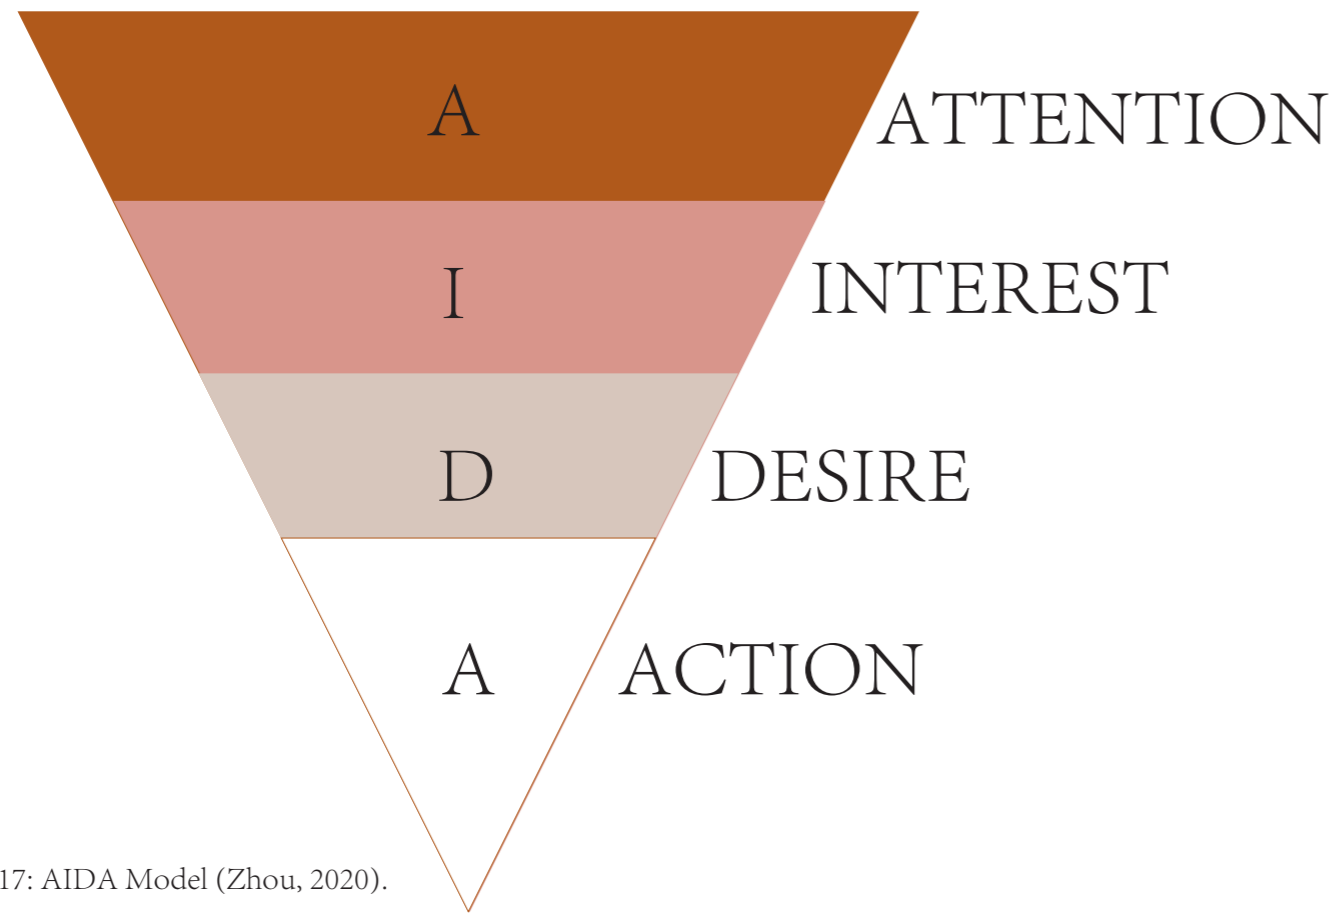 A ATTENTION
I INTEREST
D DESIRE
A ACTION
17: AIDA Model (Zhou, 2020).